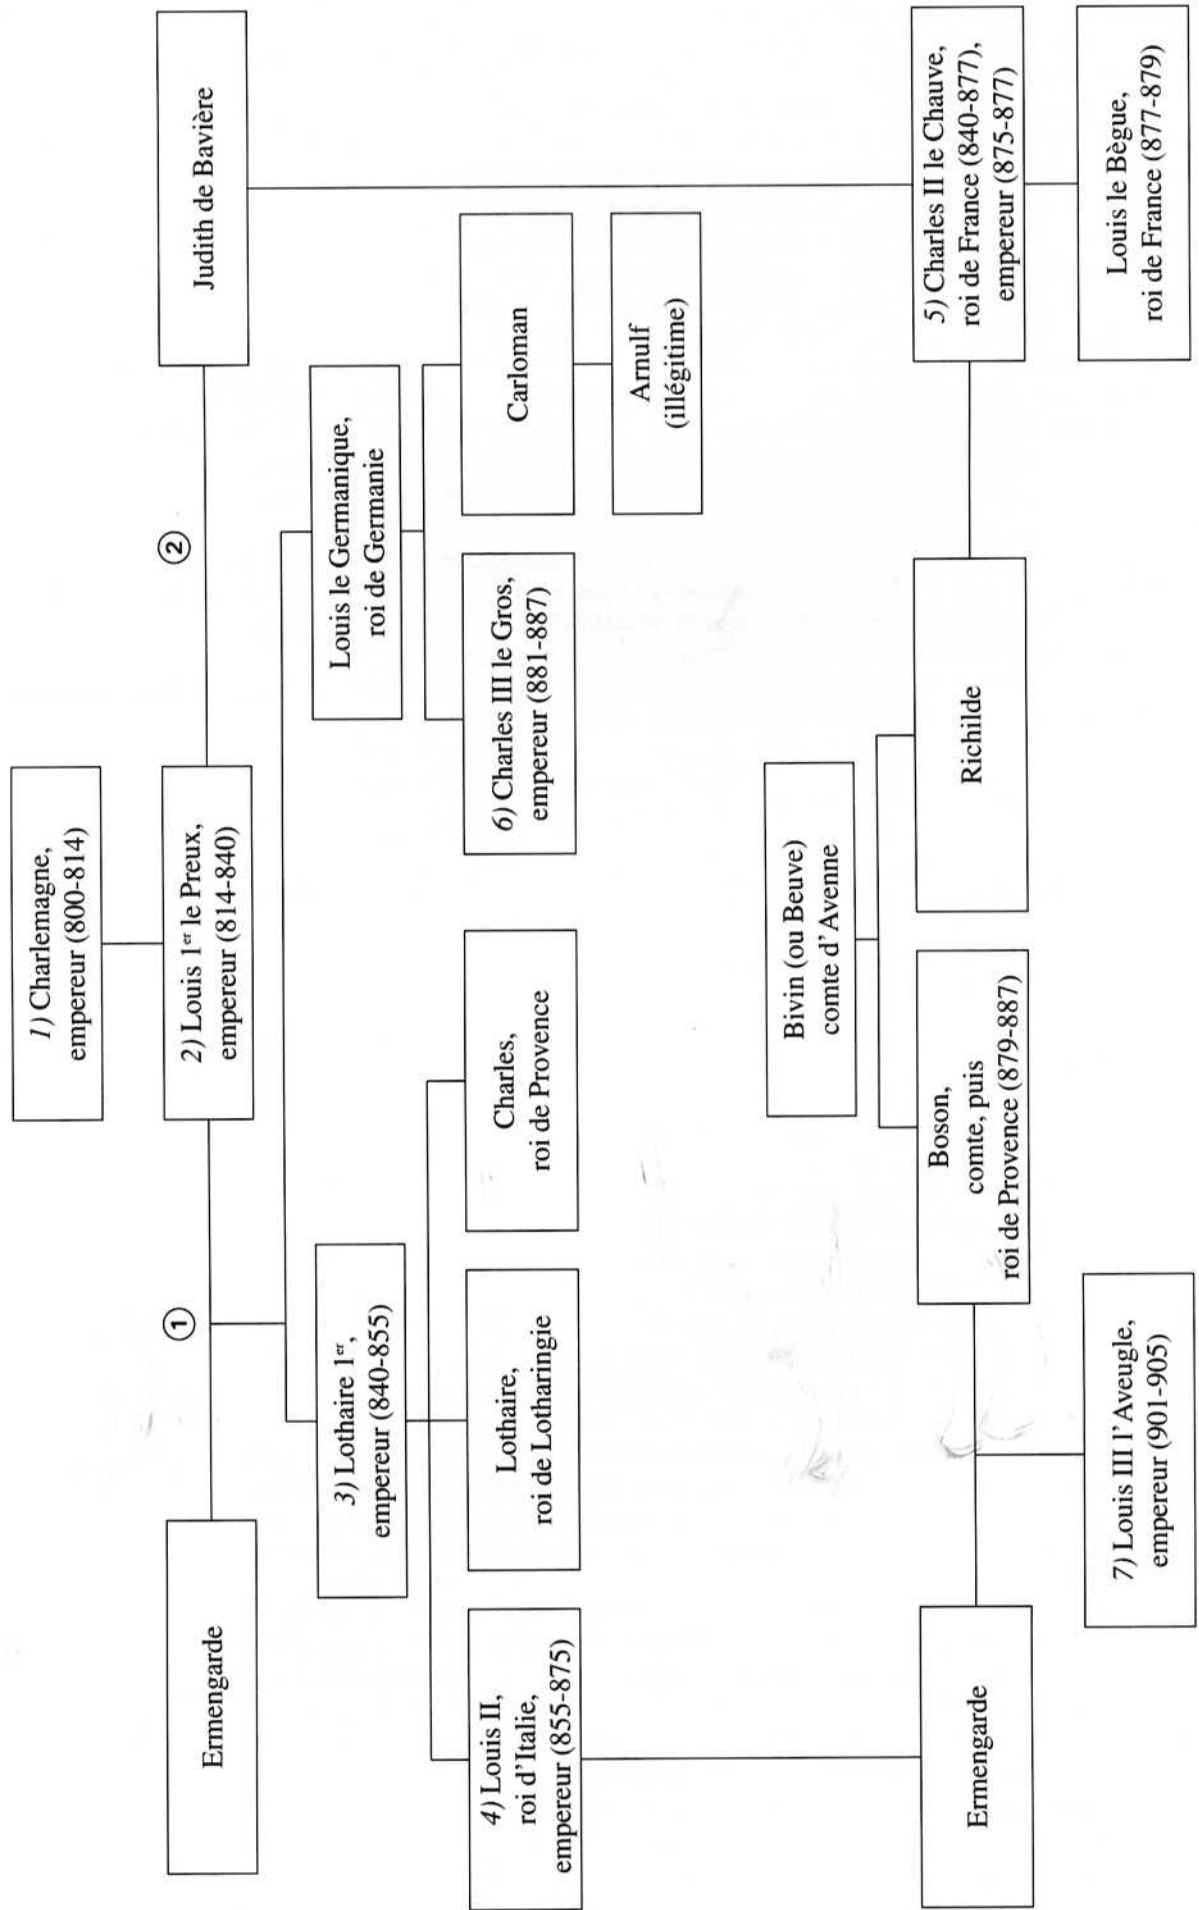 1) Charlemagne,
empereur (800-814)
Ermengarde
①
2) Louis 1er le Preux,
empereur (814-840)
②
Judith de Bavière
3) Lothaire 1er,
empereur (840-855)
Louis le Germanique,
roi de Germanie
4) Louis II,
roi d'Italie,
empereur (855-875)
Lothaire,
roi de Lotharingie
Charles,
roi de Provence
6) Charles III le Gros,
empereur (881-887)
Carloman
Arnulf
(illégitime)
Bivin (ou Beuve)
comte d'Avenne
Ermengarde
Boson,
comte, puis
roi de Provence (879-887)
Richilde
5) Charles II le Chauve,
roi de France (840-877),
empereur (875-877)
7) Louis III l'Aveugle,
empereur (901-905)
Louis le Bègue,
roi de France (877-879)